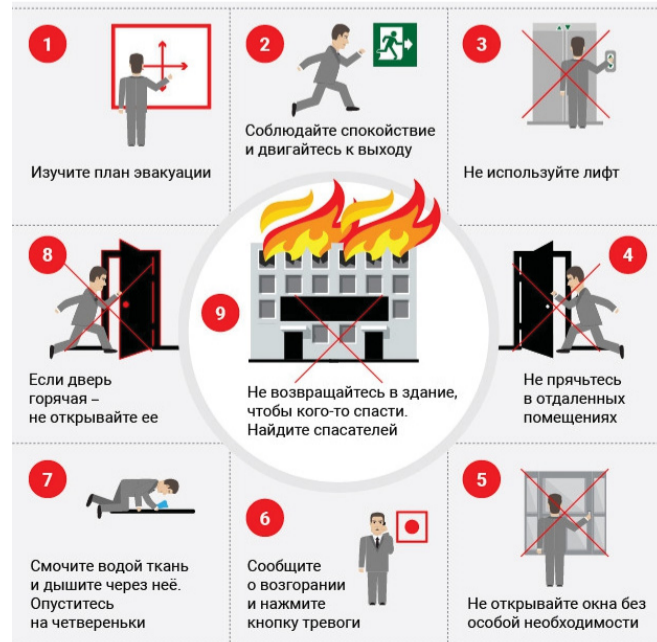 1
Изучите план эвакуации
2
Соблюдайте спокойствие
и двигайтесь к выходу
3
Не используйте лифт
4
Не прячьтесь
в отдаленных
помещениях
5
Не открывайте окна без
особой необходимости
6
Сообщите
о возгорании
и нажмите
кнопку тревоги
7
Смочите водой ткань
и дышите через неё.
Опуститесь
на четвереньки
8
Если дверь
горячая –
не открывайте ее
9
Не возвращайтесь в здание,
чтобы кого-то спасти.
Найдите спасателей